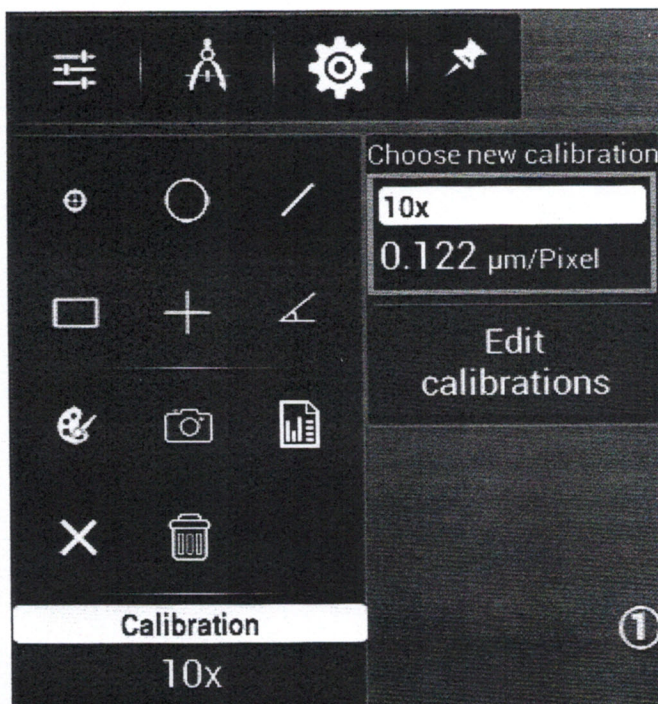 Choose new calibration
10x
0.122 µm/Pixel
Edit
calibrations
Calibration
10x
①